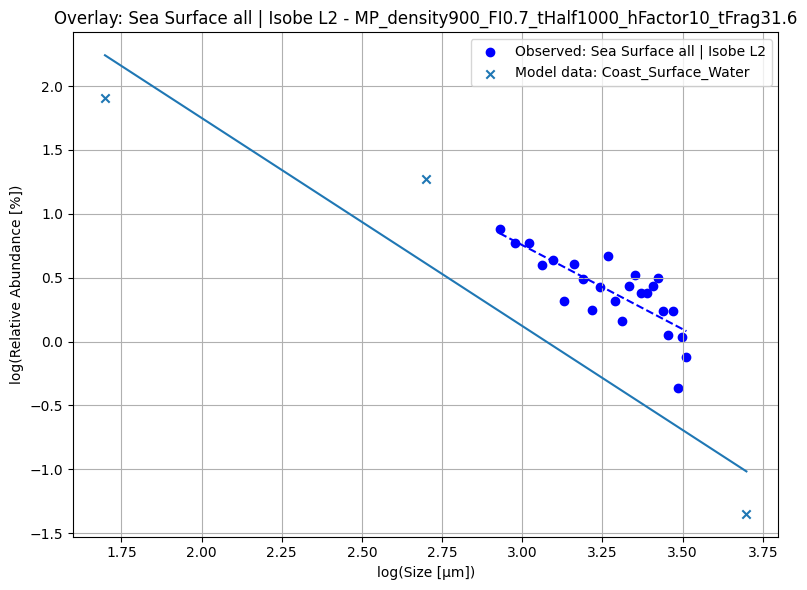 Overlay: Sea Surface all | Isobe L2 - MP_density900_FI0.7_tHalf1000_hFactor10_tFrag31.6
Observed: Sea Surface all | Isobe L2
Model data: Coast_Surface_Water
log(Relative Abundance [%])
2.0
1.5
1.0
0.5
0.0
−0.5
−1.0
−1.5
1.75 2.00 2.25 2.50 2.75 3.00 3.25 3.50 3.75
log(Size [µm])